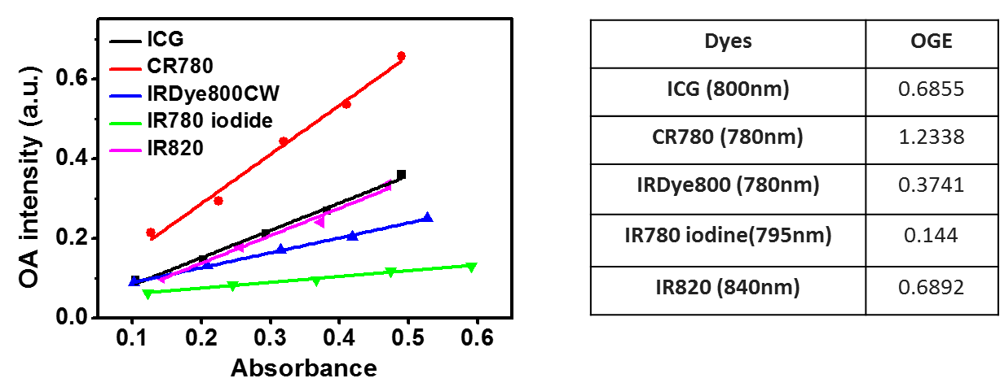 ICG
CR780
IRDye800CW
IR780 iodide
IR820
OA intensity (a.u.)
0.6
0.4
0.2
0.0
0.1 0.2 0.3 0.4 0.5 0.6
Absorbance
Dyes OGE
ICG (800nm) 0.6855
CR780 (780nm) 1.2338
IRDye800 (780nm) 0.3741
IR780 iodine(795nm) 0.144
IR820 (840nm) 0.6892